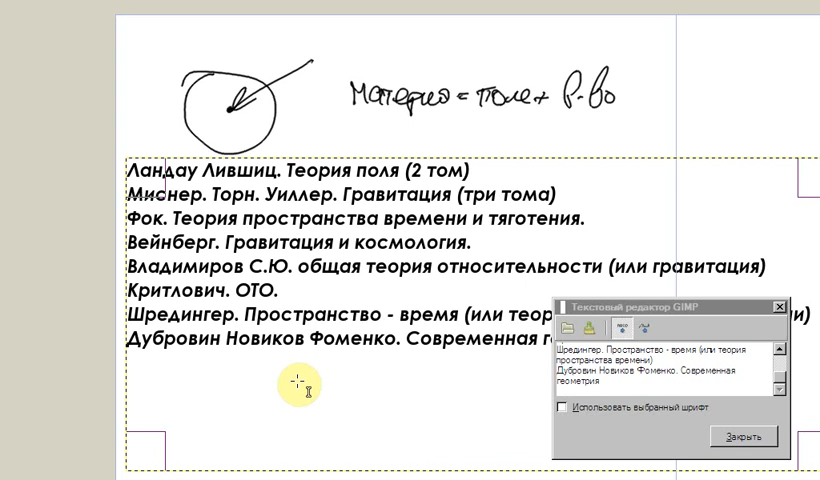 материя = поле + в-во
Ландау Лившиц. Теория поля (2 том)
Миснер. Торн. Уиллер. Гравитация (три тома)
Фок. Теория пространства времени и тяготения.
Вейнберг. Гравитация и космология.
Владимиров С.Ю. общая теория относительности (или гравитация)
Критлович. ОТО.
Шредингер. Пространство - время (или теор
Дубровин Новиков Фоменко. Современная г
Текстовый редактор GIMP
Шредингер. Пространство - время (или теория
пространства времени)
Дубровин Новиков Фоменко. Современная
геометрия
Использовать выбранный шрифт
Закрыть